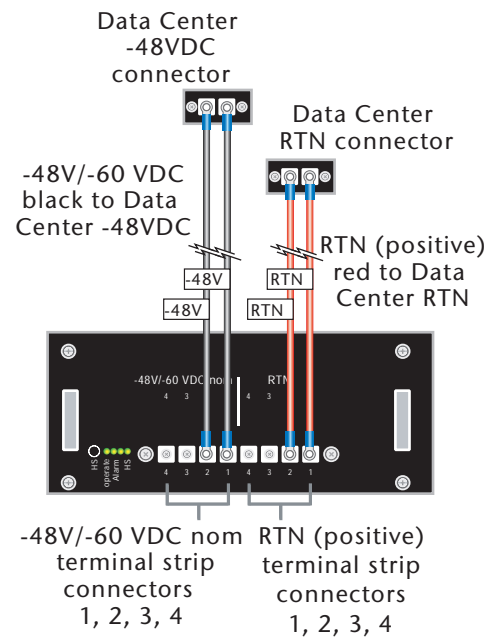 Data Center
-48VDC
connector
Data Center
RTN connector
-48V/-60 VDC
black to Data
Center -48VDC
RTN (positive)
red to Data
Center RTN
-48V
RTN
-48V
RTN
-48V/-60 VDC nom
RTN
4 3
4 3
HS
operate
Alarm
HS
4 3 2 1 4 3 2 1
-48V/-60 VDC nom
terminal strip
connectors
1, 2, 3, 4
RTN (positive)
terminal strip
connectors
1, 2, 3, 4